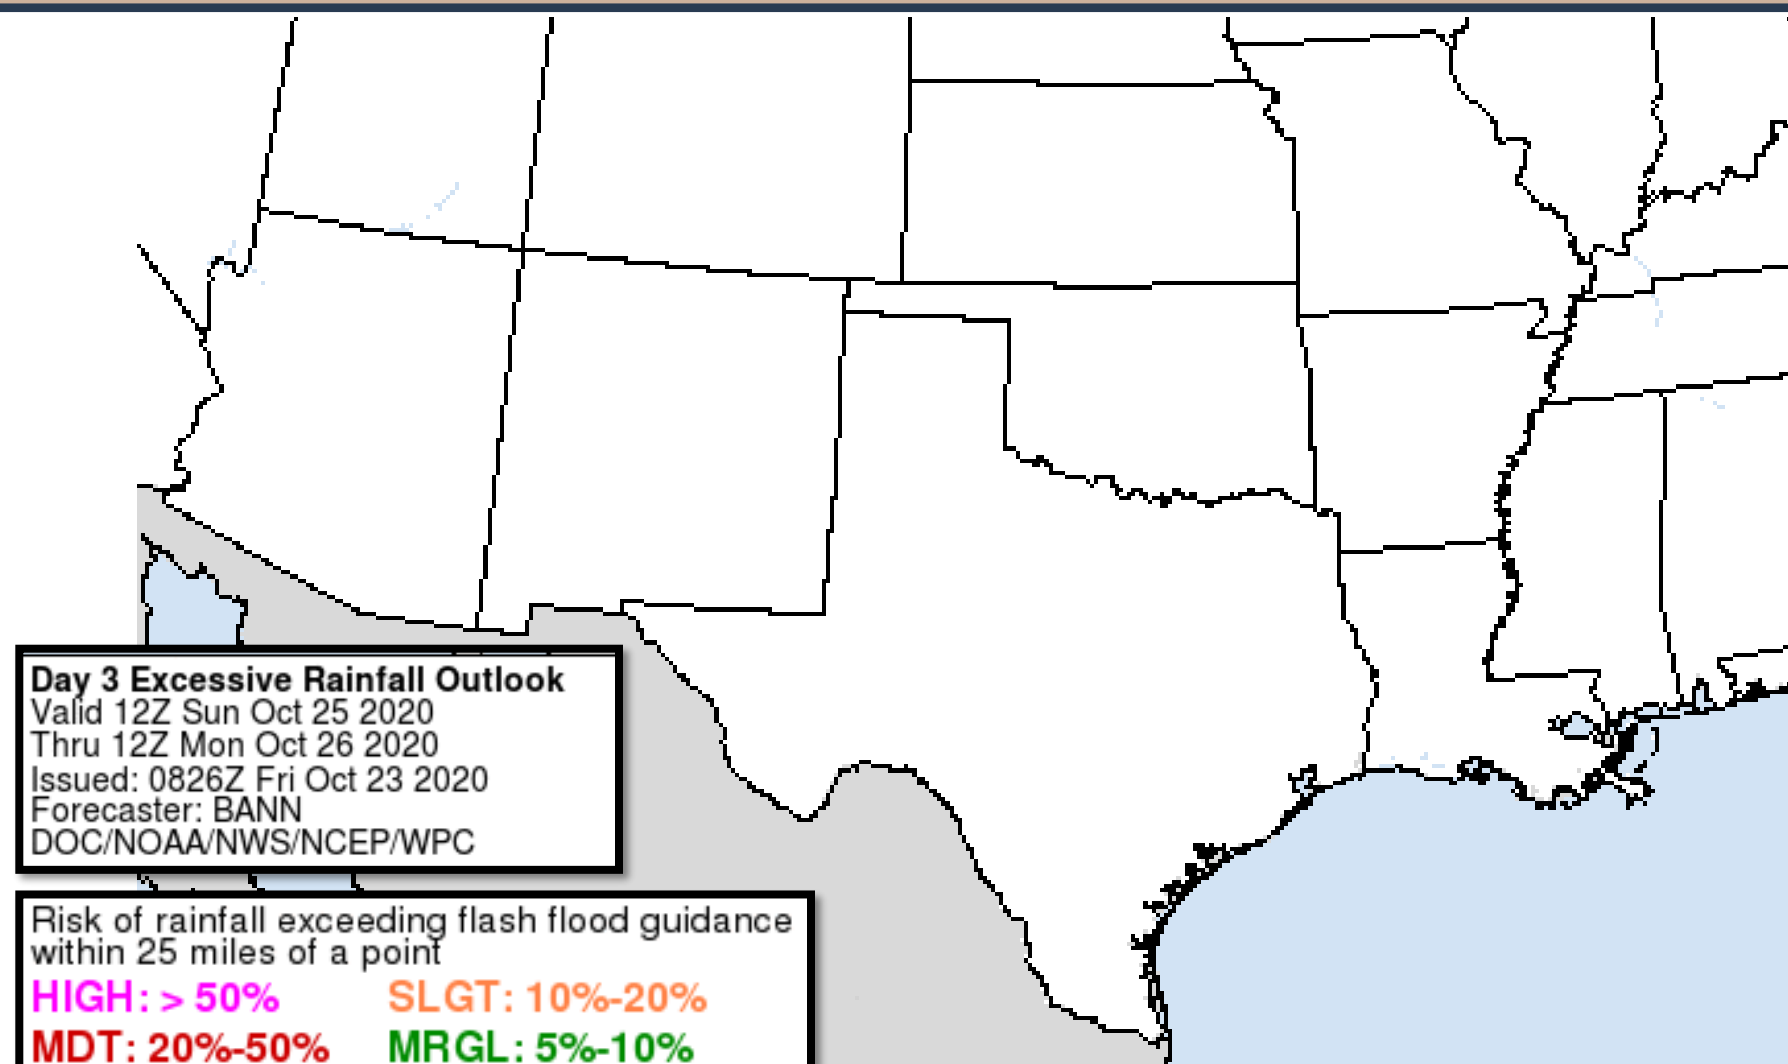 Day 3 Excessive Rainfall Outlook
Valid 12Z Sun Oct 25 2020
Thru 12Z Mon Oct 26 2020
Issued: 0826Z Fri Oct 23 2020
Forecaster: BANN
DOC/NOAA/NWS/NCEP/WPC
Risk of rainfall exceeding flash flood guidance
within 25 miles of a point
HIGH: > 50% SLGT: 10%-20%
MDT: 20%-50% MRGL: 5%-10%